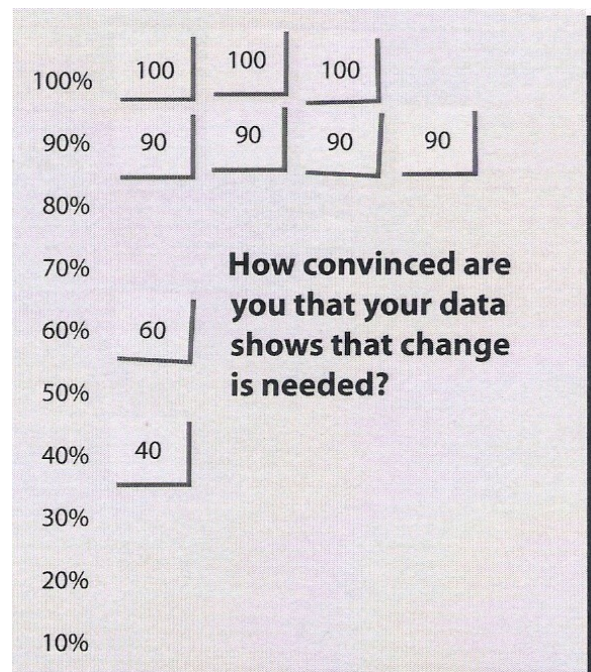 100% 100 100 100
90% 90 90 90 90
80%
70%
How convinced are
you that your data
shows that change
is needed?
60% 60
50%
40% 40
30%
20%
10%